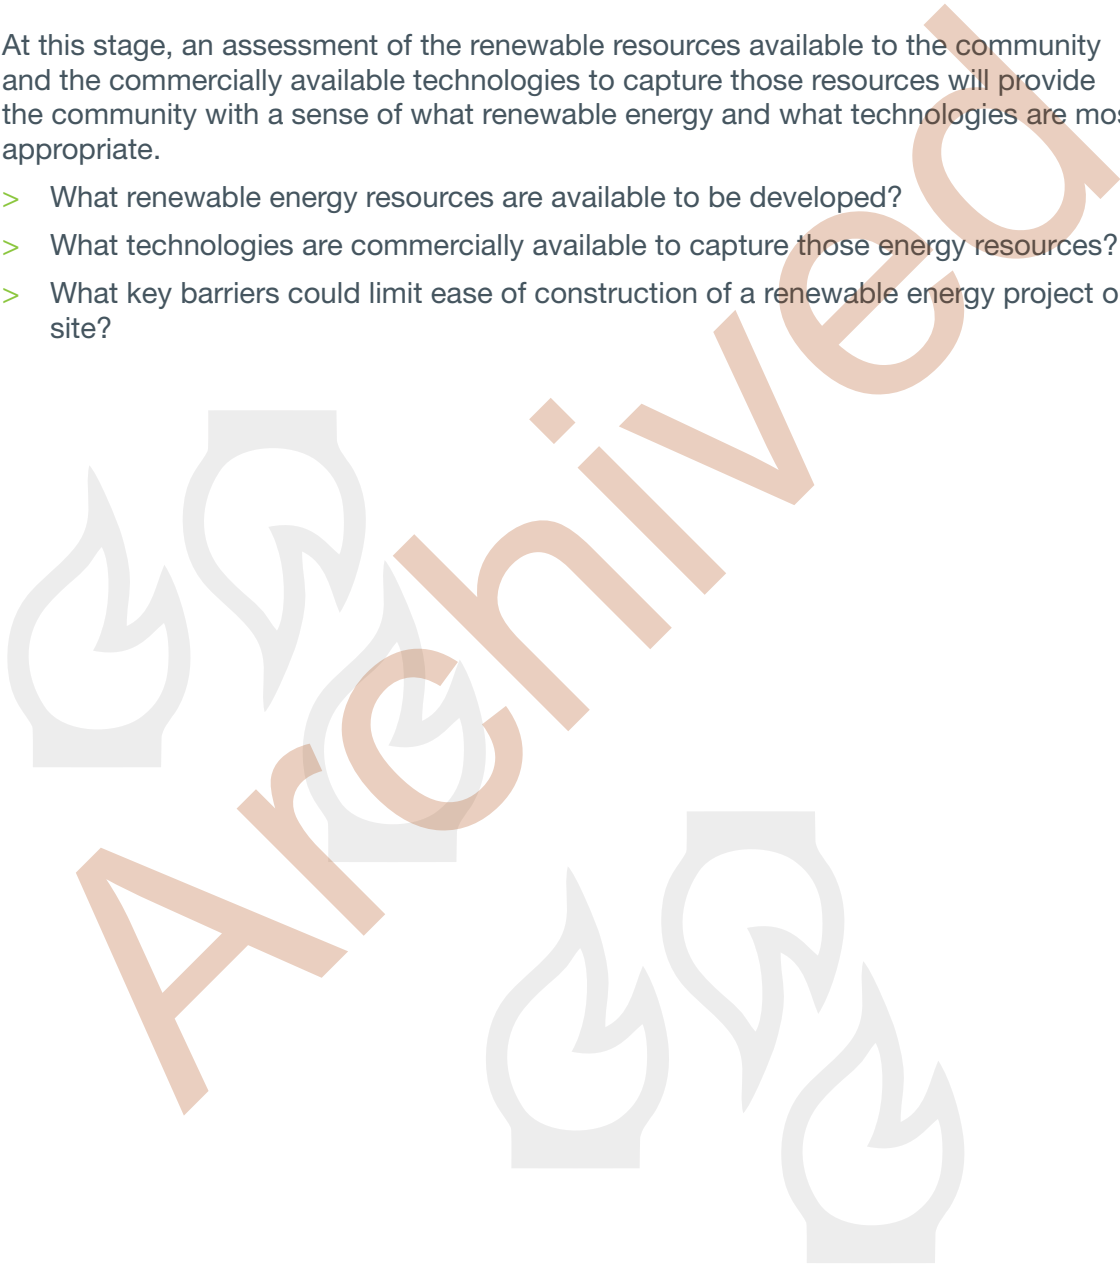 At this stage, an assessment of the renewable resources available to the community
and the commercially available technologies to capture those resources will provide
the community with a sense of what renewable energy and what technologies are mos
appropriate.
> What renewable energy resources are available to be developed?
> What technologies are commercially available to capture those energy resources?
> What key barriers could limit ease of construction of a renewable energy project o
site?
Archived